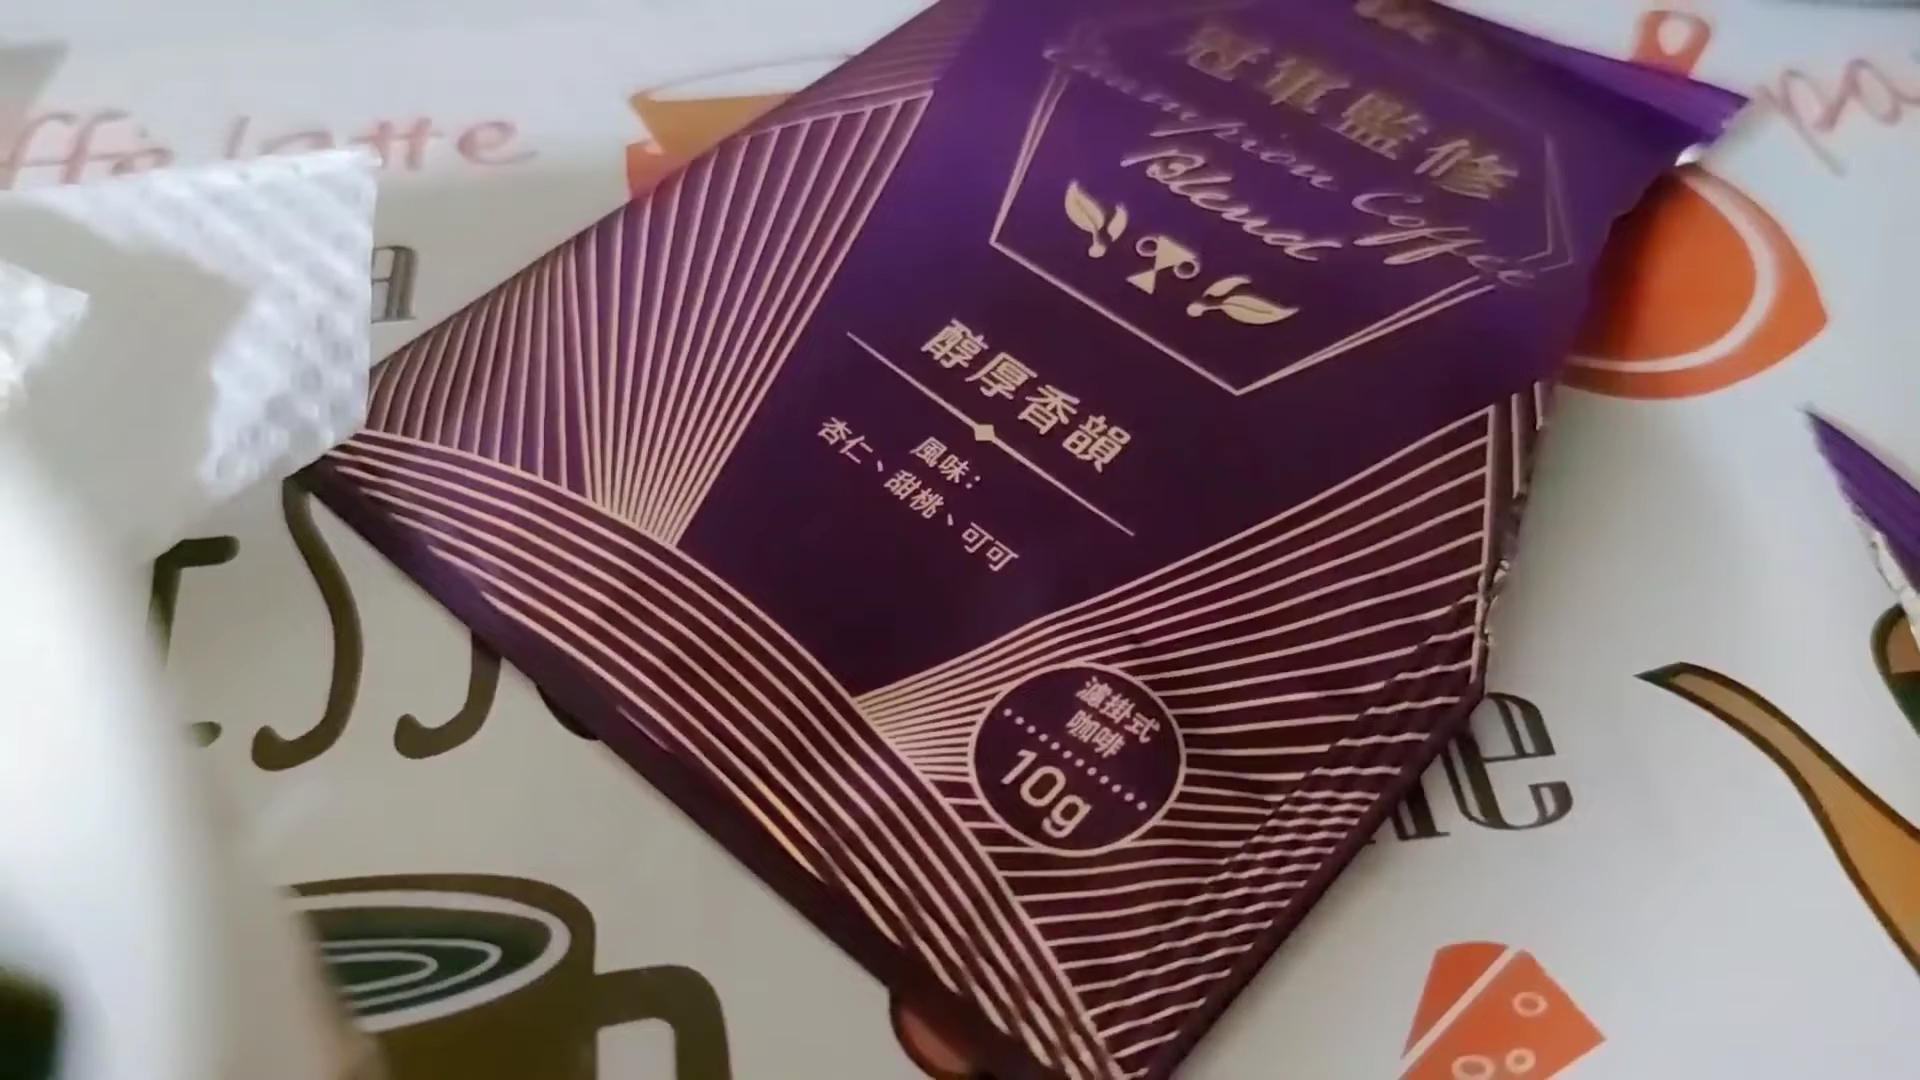 冠軍監修
Champion Coffee
Blend
醇厚香韻
風味：
杏仁、甜桃、可可
濾掛式
咖啡
10g
ffè latte